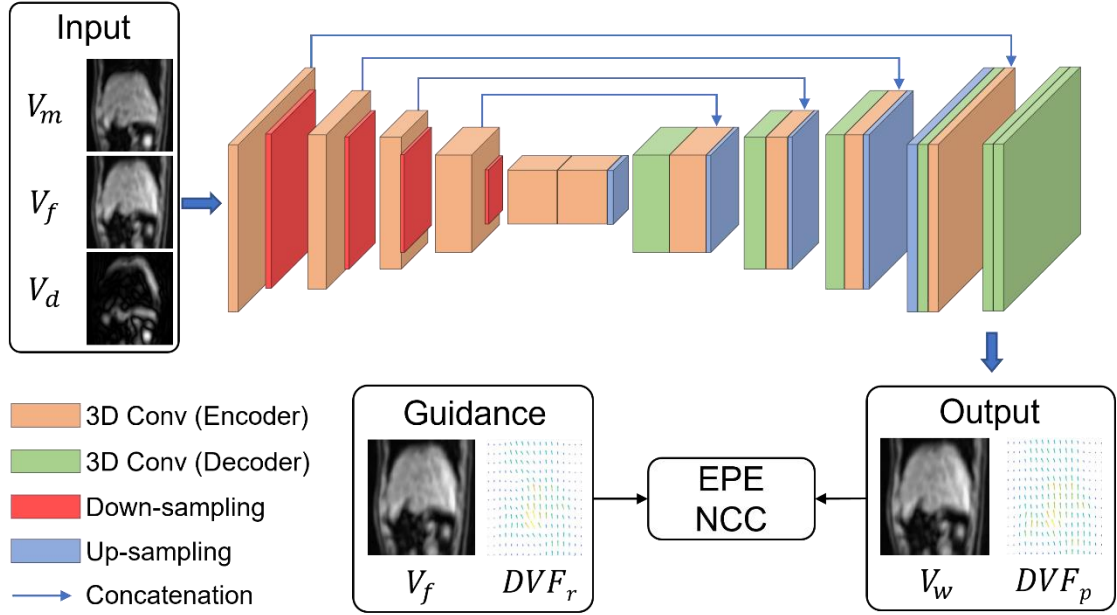 Input
V_m
V_f
V_d
3D Conv (Encoder)
3D Conv (Decoder)
Down-sampling
Up-sampling
Concatenation
Guidance
V_f DVF_r
EPE
NCC
Output
V_w DVF_p